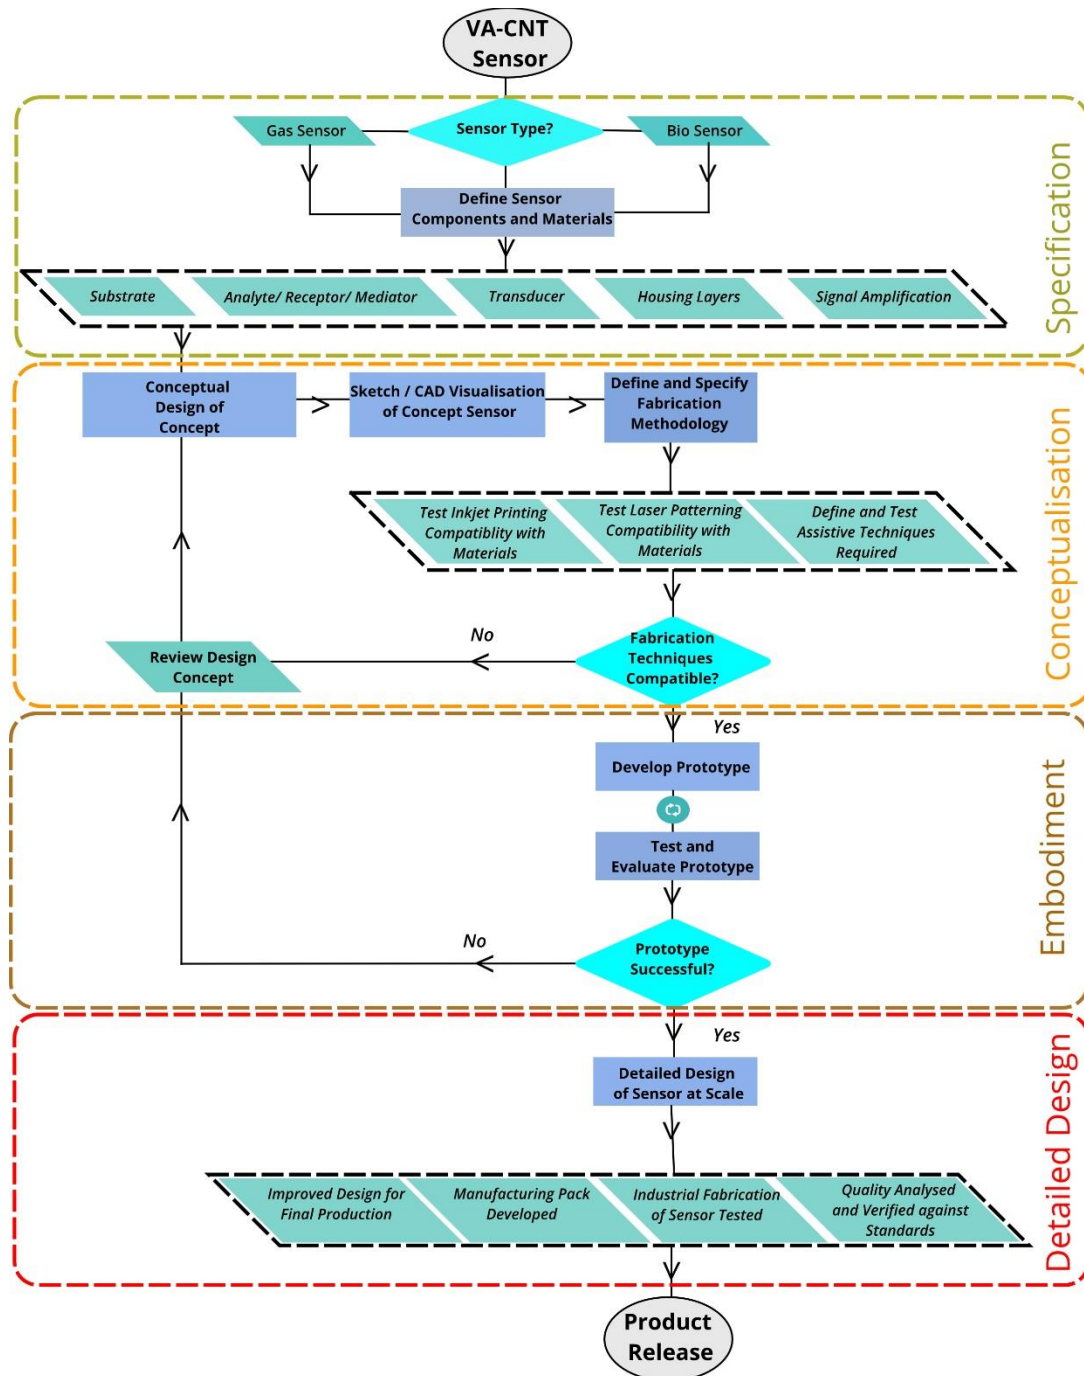 VA-CNT
Sensor
Gas Sensor
Sensor Type?
Bio Sensor
Define Sensor
Components and Materials
Specification
Substrate
Analyte/ Receptor/ Mediator
Transducer
Housing Layers
Signal Amplification
Conceptual
Design of
Concept
Sketch / CAD Visualisation
of Concept Sensor
Define and Specify
Fabrication
Methodology
Conceptualisation
Test Inkjet Printing
Compatiblity with
Materials
Test Laser Patterning
Compatibility with
Materials
Define and Test
Assistive Techniques
Required
No
Fabrication
Techniques
Compatible?
Review Design
Concept
Yes
Develop Prototype
Embodiment
Test and
Evaluate Prototype
No
Prototype
Successful?
Yes
Detailed Design
Detailed Design
of Sensor at Scale
Improved Design for
Final Production
Manufacturing Pack
Developed
Industrial Fabrication
of Sensor Tested
Quality Analysed
and Verified against
Standards
Product
Release